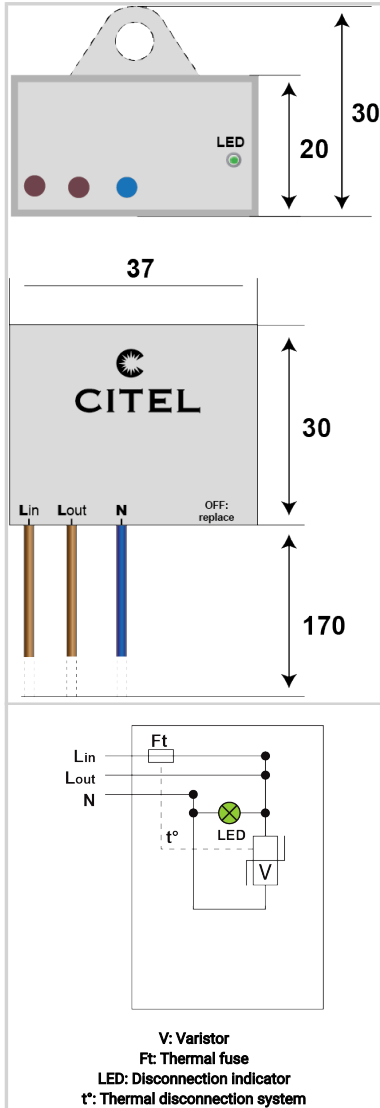 30
LED
20
37
CITEL
30
Lin Lout N OFF: replace
170
Ft
Lin
Lout
N
t°
LED
V
V: Varistor
Ft: Thermal fuse
LED: Disconnection indicator
t°: Thermal disconnection system